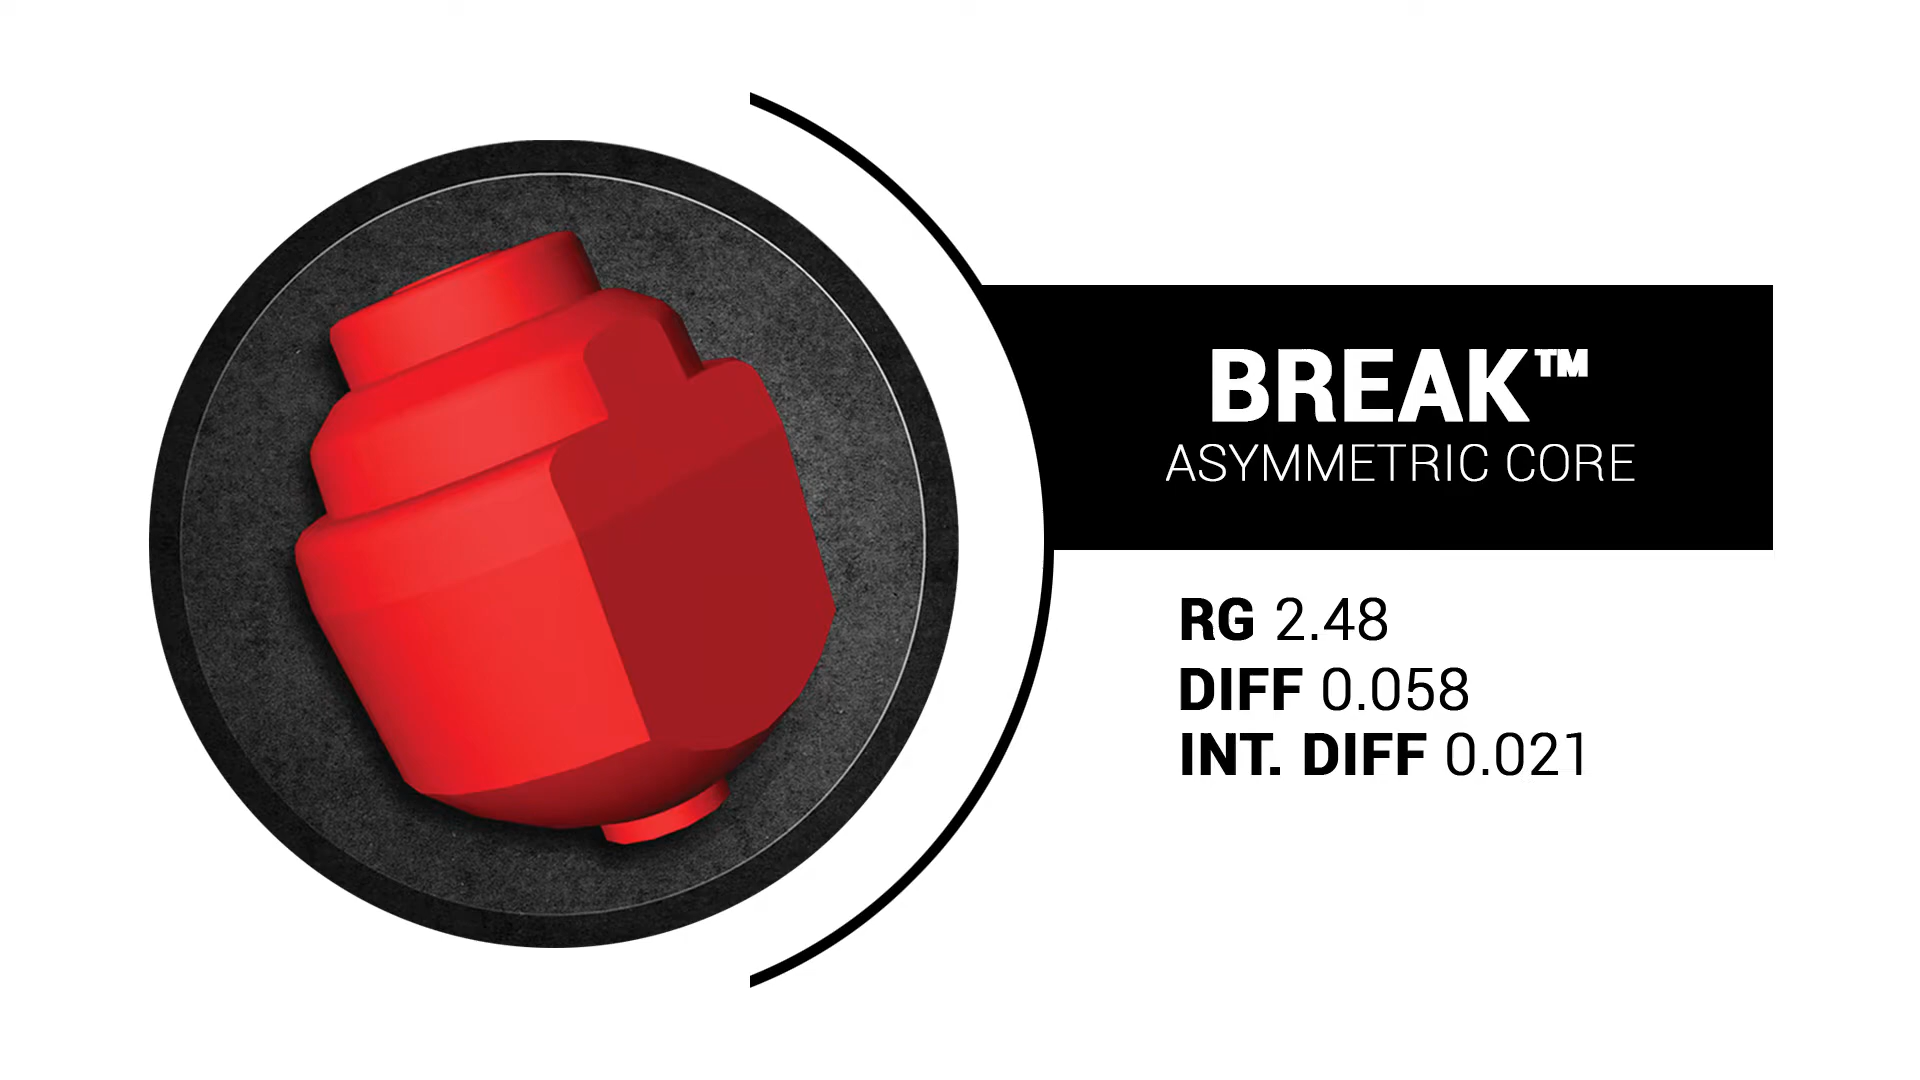 BREAK™
ASYMMETRIC CORE
RG 2.48
DIFF 0.058
INT. DIFF 0.021